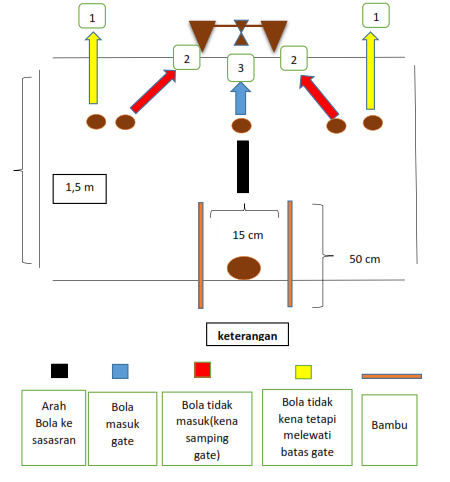 1
1
2
2
3
1,5 m
15 cm
50 cm
keterangan
Arah
Bola ke
sasasran
Bola
masuk
gate
Bola tidak
masuk(kena
samping
gate)
Bola tidak
kena tetapi
melewati
batas gate
Bambu